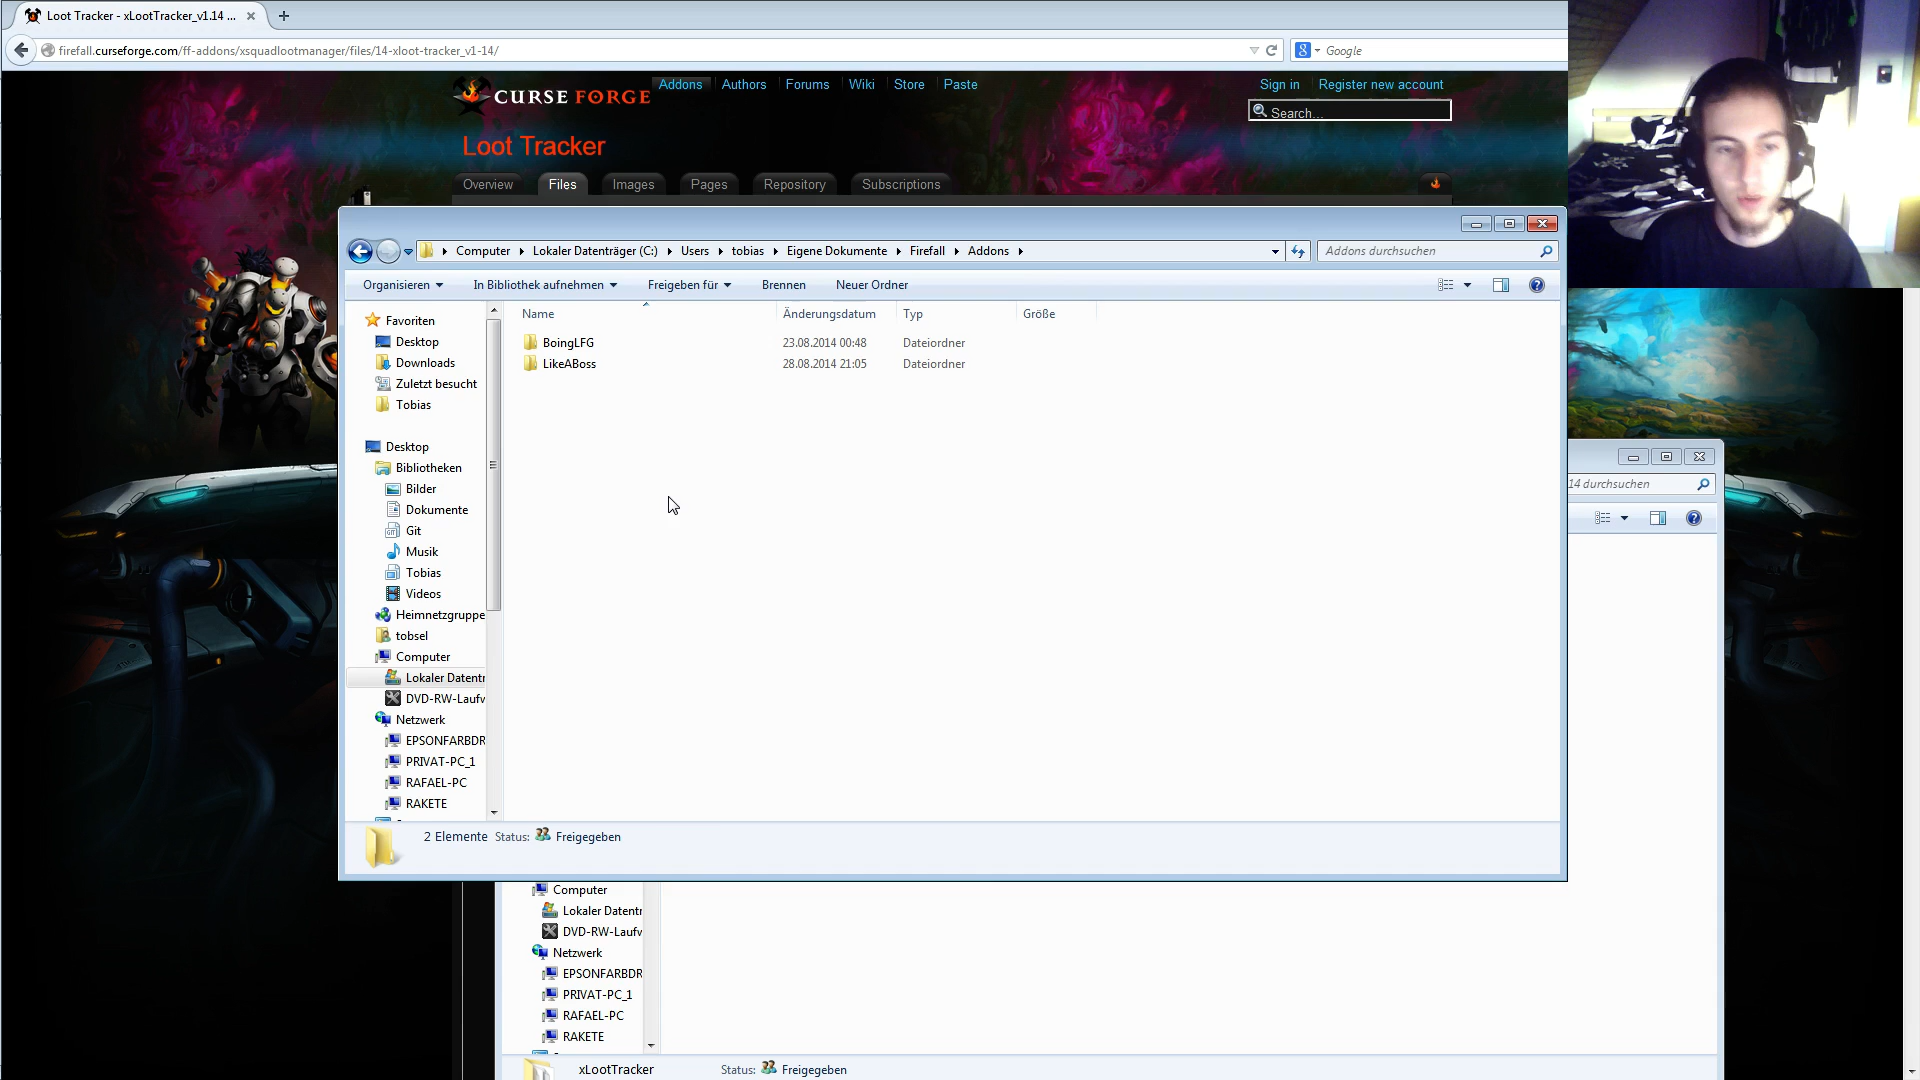 Loot Tracker - xLootTracker_v1.14 ...
firefall.curseforge.com/ff-addons/xsquadlootmanager/files/14-xloot-tracker_v1-14/
Google
CURSE FORGE
Addons Authors Forums Wiki Store Paste
Sign in Register new account
Search...
Loot Tracker
Overview Files Images Pages Repository Subscriptions
Computer Lokaler Datenträger (C:) Users tobias Eigene Dokumente Firefall Addons
Addons durchsuchen
Organisieren In Bibliothek aufnehmen Freigeben für Brennen Neuer Ordner
Name Änderungsdatum Typ Größe
BoingLFG 23.08.2014 00:48 Dateiordner
LikeABoss 28.08.2014 21:05 Dateiordner
Favoriten
Desktop
Downloads
Zuletzt besucht
Tobias
Desktop
Bibliotheken
Bilder
Dokumente
Git
Musik
Tobias
Videos
Heimnetzgruppe
tobsel
Computer
Lokaler Datentr
DVD-RW-Laufv
Netzwerk
EPSONFARBDR
PRIVAT-PC_1
RAFAEL-PC
RAKETE
2 Elemente Status: Freigegeben
14 durchsuchen
Computer
Lokaler Datentr
DVD-RW-Laufv
Netzwerk
EPSONFARBDR
PRIVAT-PC_1
RAFAEL-PC
RAKETE
xLootTracker Status: Freigegeben